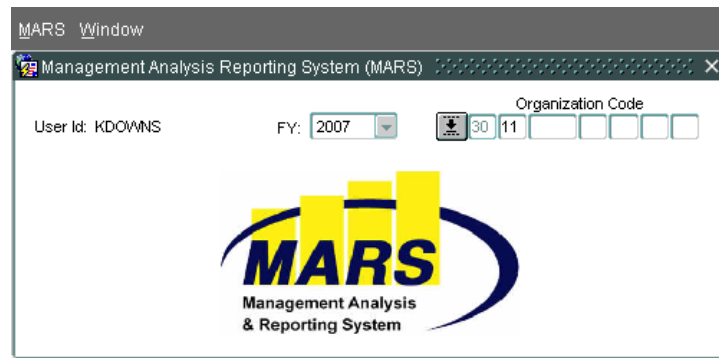 MARS Window
Management Analysis Reporting System (MARS)
Organization Code
User Id: KDOWNS FY: 2007 30 11
MARS
Management Analysis
& Reporting System